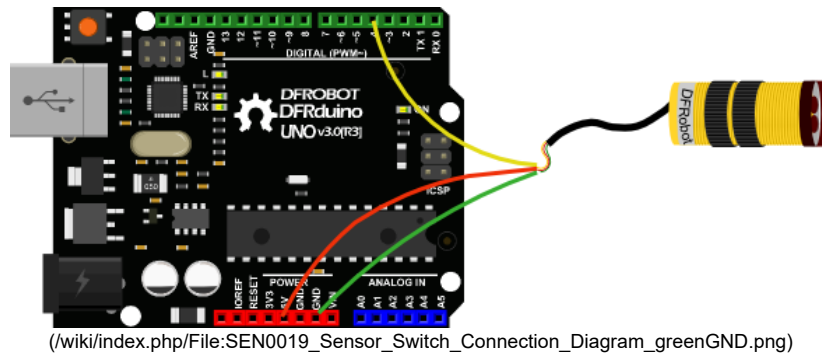 AREF
GND
13
12
~11
~10
~9
8
7
~6
~5
4
~3
2
TX 1
RX 0
DIGITAL (PWM~)
L
TX
RX
DFROBOT
DFRduino
UNO v3.0[R3]
ON
ICSP
DFRobot
POWER
ANALOG IN
IOREF
RESET
3V3
5V
GND
GND
VIN
A0
A1
A2
A3
A4
A5
(/wiki/index.php/File:SEN0019_Sensor_Switch_Connection_Diagram_greenGND.png)